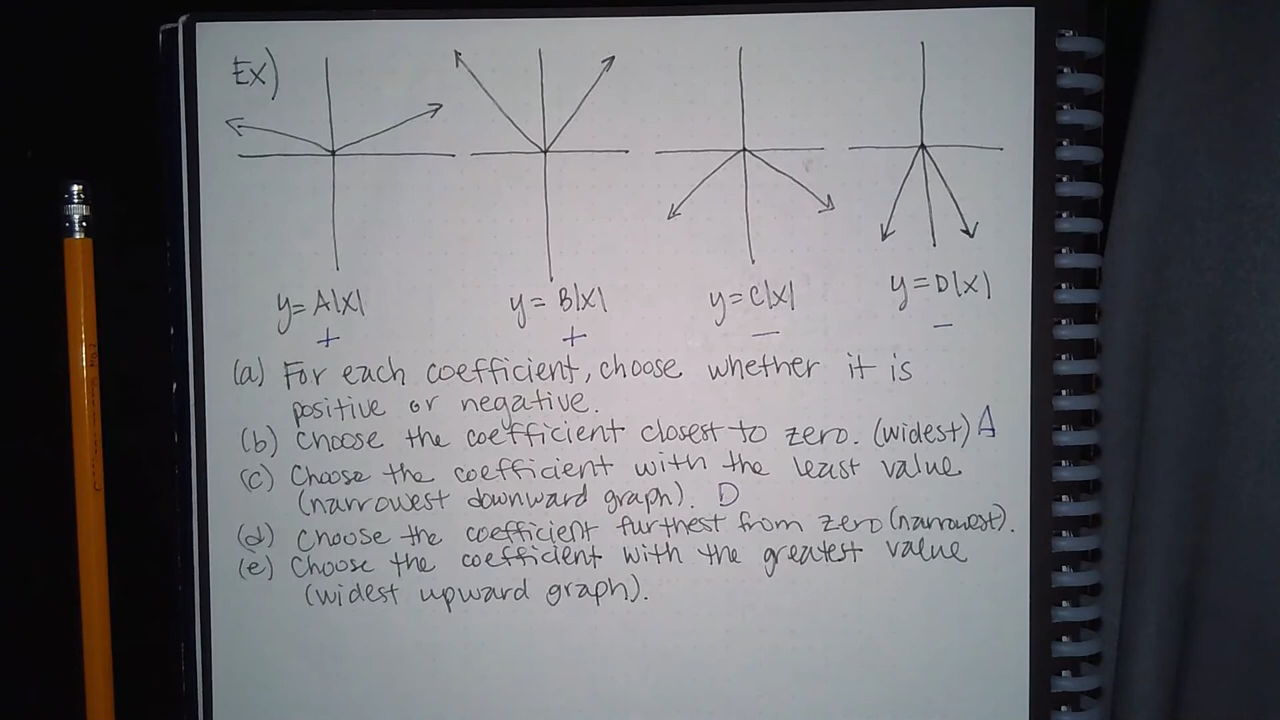 Ex)
y = A|x| y = B|x| y = C|x| y = D|x|
+ + − −
(a) For each coefficient, choose whether it is
positive or negative.
(b) Choose the coefficient closest to zero. (widest) A
(c) Choose the coefficient with the least value
(narrowest downward graph). D
(d) Choose the coefficient furthest from zero (narrowest).
(e) Choose the coefficient with the greatest value
(widest upward graph).